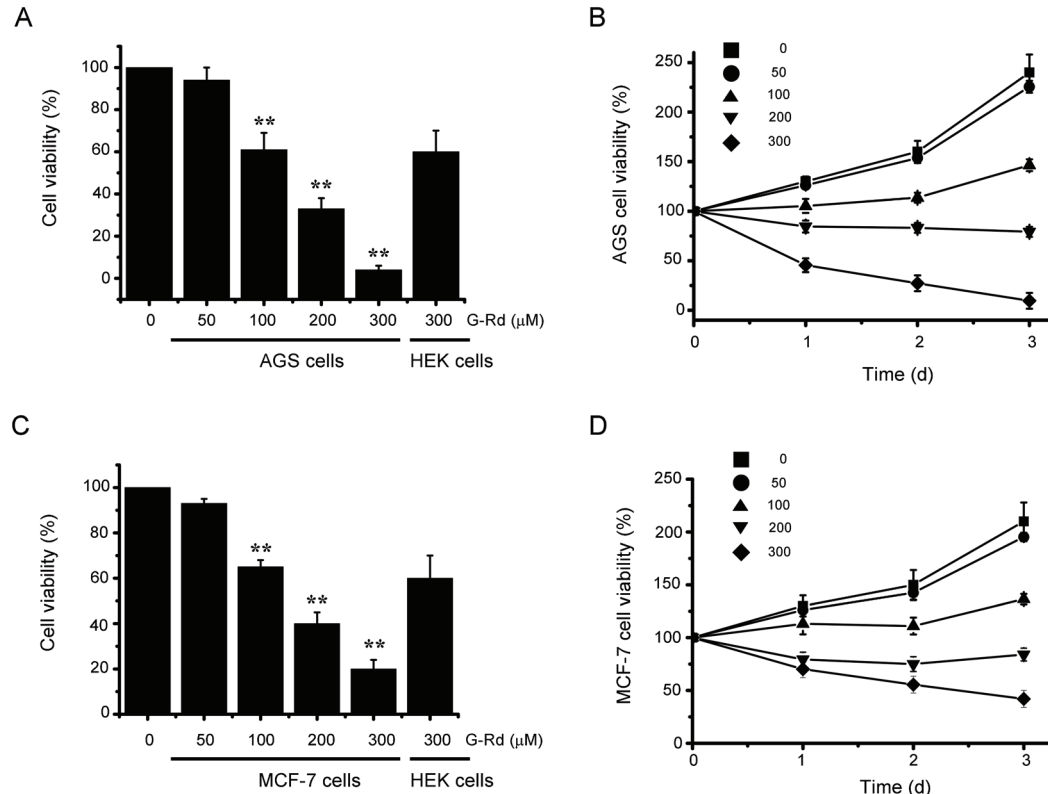 A
Cell viability (%)
100
80
60
40
20
0
**
**
**
0 50 100 200 300 300 G-Rd (μM)
AGS cells HEK cells
B
AGS cell viability (%)
250
200
150
100
50
0
0
50
100
200
300
0 1 2 3
Time (d)
C
Cell viability (%)
100
80
60
40
20
0
**
**
**
0 50 100 200 300 300 G-Rd (μM)
MCF-7 cells HEK cells
D
MCF-7 cell viability (%)
250
200
150
100
50
0
0
50
100
200
300
0 1 2 3
Time (d)